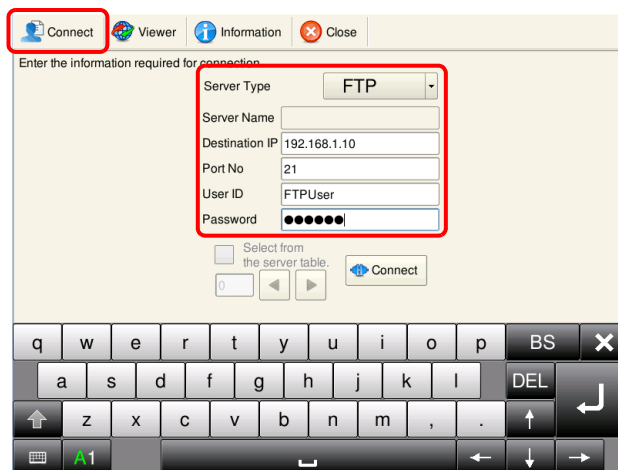 Connect Viewer Information Close
Enter the information required for connection
Server Type FTP
Server Name
Destination IP 192.168.1.10
Port No 21
User ID FTPUser
Password ●●●●●●
Select from
the server table.
0 Connect
q w e r t y u i o p BS
a s d f g h j k l DEL
z x c v b n m , .
A1